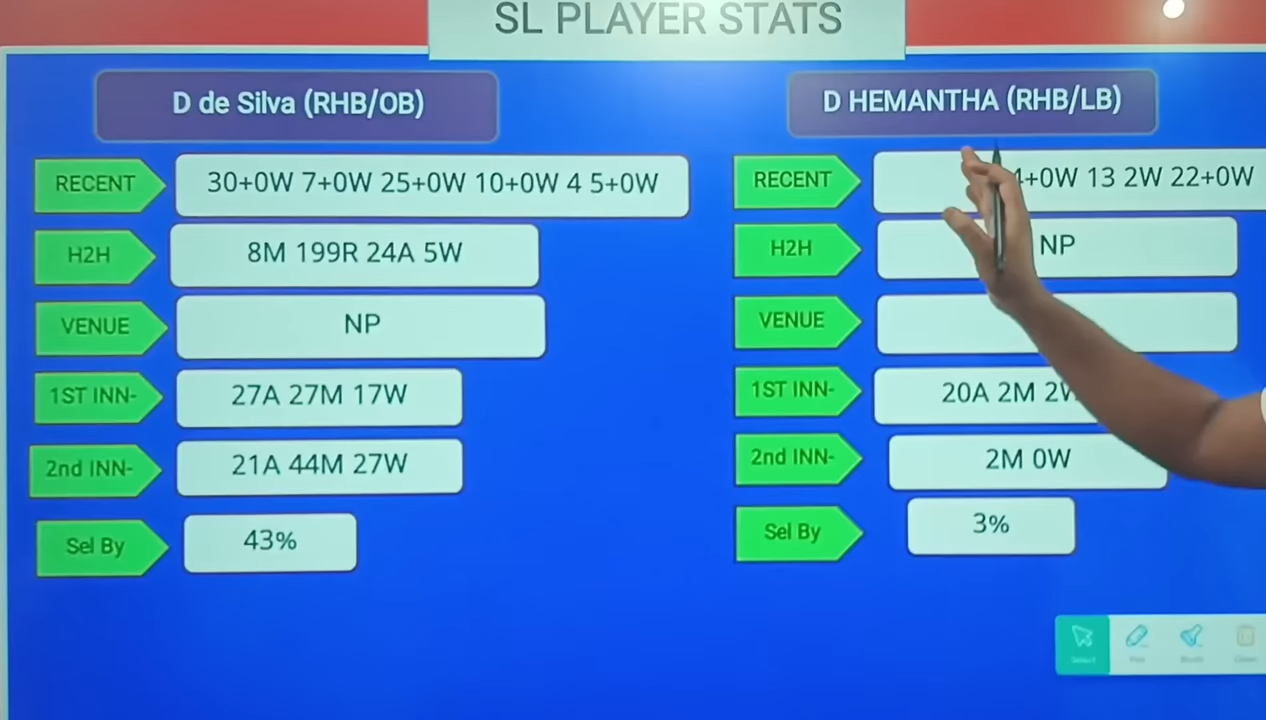 SL PLAYER STATS
D de Silva (RHB/OB)
RECENT 30+0W 7+0W 25+0W 10+0W 4 5+0W
H2H 8M 199R 24A 5W
VENUE NP
1ST INN- 27A 27M 17W
2nd INN- 21A 44M 27W
Sel By 43%
D HEMANTHA (RHB/LB)
RECENT 4+0W 13 2W 22+0W
H2H NP
VENUE
1ST INN- 20A 2M
2nd INN- 2M 0W
Sel By 3%
Select